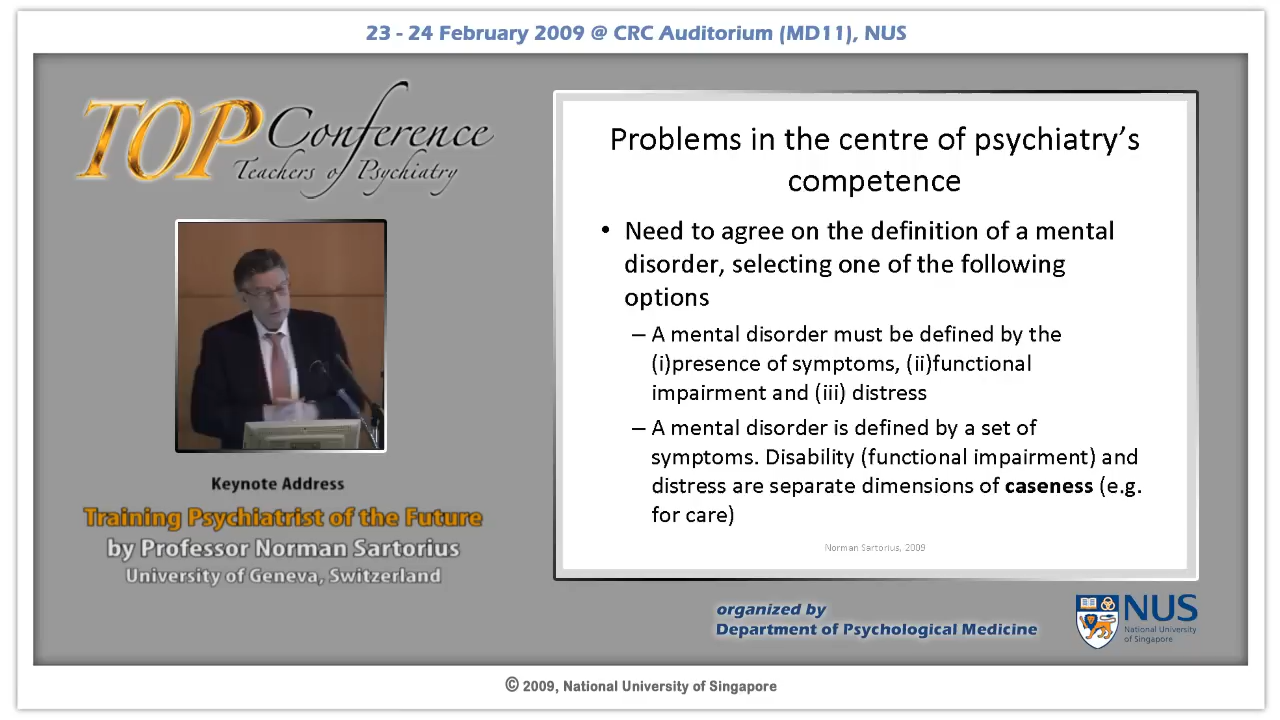 23 - 24 February 2009 @ CRC Auditorium (MD11), NUS
TOP Conference
Teachers of Psychiatry
Keynote Address
Training Psychiatrist of the Future
by Professor Norman Sartorius
University of Geneva, Switzerland
Problems in the centre of psychiatry’s
competence
• Need to agree on the definition of a mental
disorder, selecting one of the following
options
– A mental disorder must be defined by the
(i)presence of symptoms, (ii)functional
impairment and (iii) distress
– A mental disorder is defined by a set of
symptoms. Disability (functional impairment) and
distress are separate dimensions of caseness (e.g.
for care)
Norman Sartorius, 2009
organized by
Department of Psychological Medicine
NUS
National University
of Singapore
© 2009, National University of Singapore